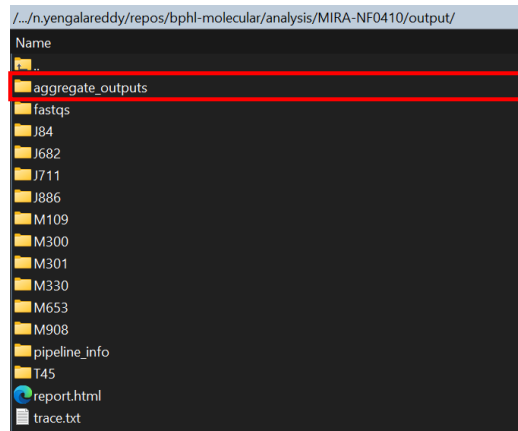 /.../n.yengalareddy/repos/bphl-molecular/analysis/MIRA-NF0410/output/
Name
..
aggregate_outputs
fastqs
J84
J682
J711
J886
M109
M300
M301
M330
M653
M908
pipeline_info
T45
report.html
trace.txt